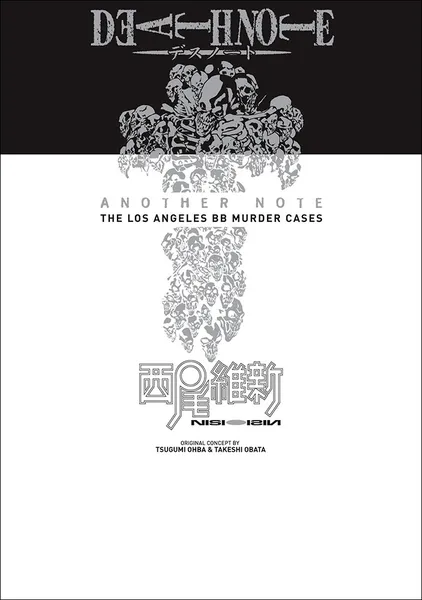 DEATH NOTE
デスノート
ANOTHER NOTE
THE LOS ANGELES BB MURDER CASES
西尾維新
NISIOISIN
ORIGINAL CONCEPT BY
TSUGUMI OHBA & TAKESHI OBATA